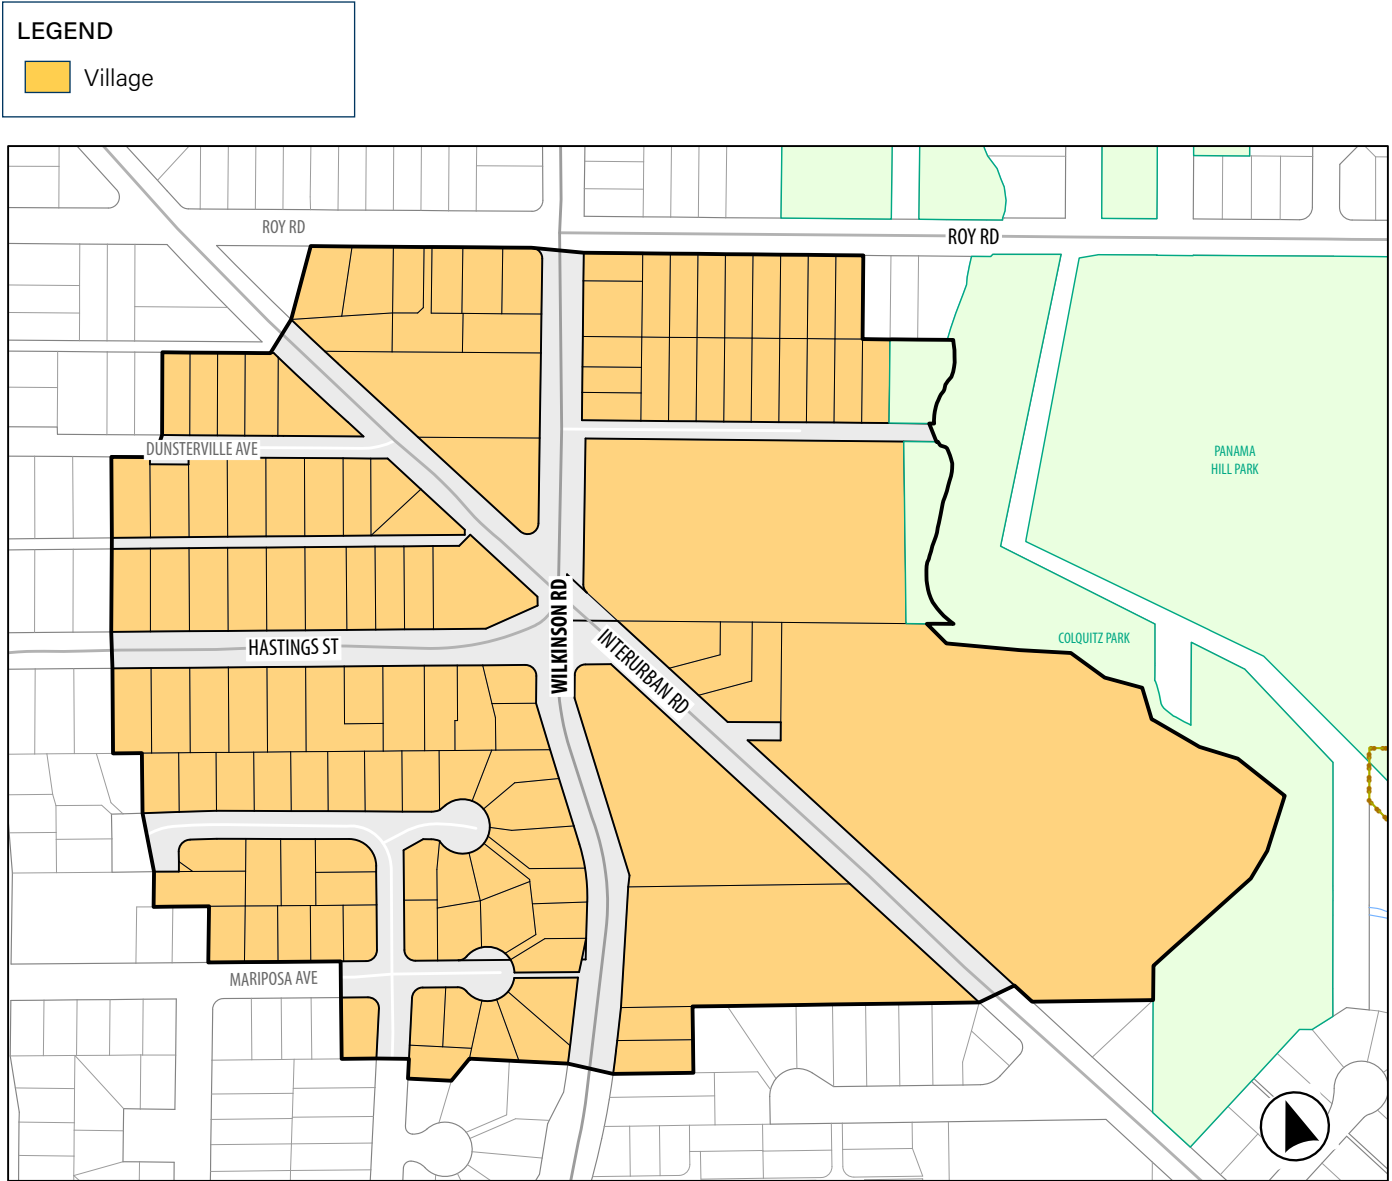 LEGEND
Village
ROY RD
ROY RD
DUNSTERVILLE AVE
PANAMA
HILL PARK
HASTINGS ST
WILKINSON RD
INTERURBAN RD
COLQUITZ PARK
MARIPOSA AVE